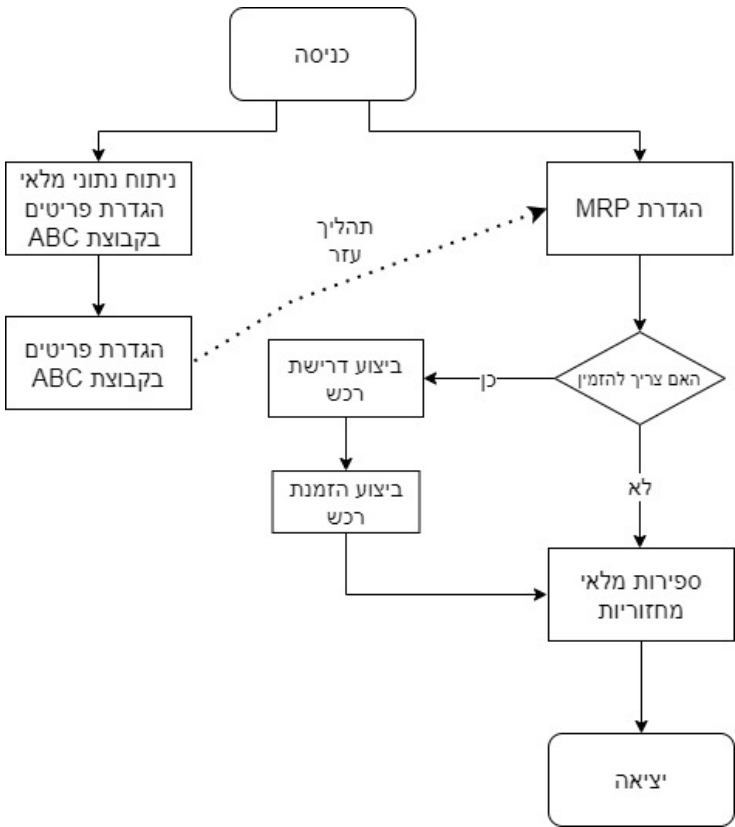 כניסה
ניתוח נתוני מלאי
הגדרת פריטים
בקבוצת ABC
הגדרת MRP
תהליך
עזר
הגדרת פריטים
בקבוצת ABC
האם צריך להזמין
כן
ביצוע דרישת
רכש
לא
ביצוע הזמנת
רכש
ספירות מלאי
מחזוריות
יציאה